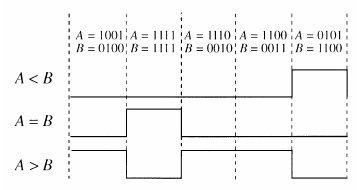 A = 1001 A = 1111 A = 1110 A = 1100 A = 0101
B = 0100 B = 1111 B = 0010 B = 0011 B = 1100
A < B
A = B
A > B